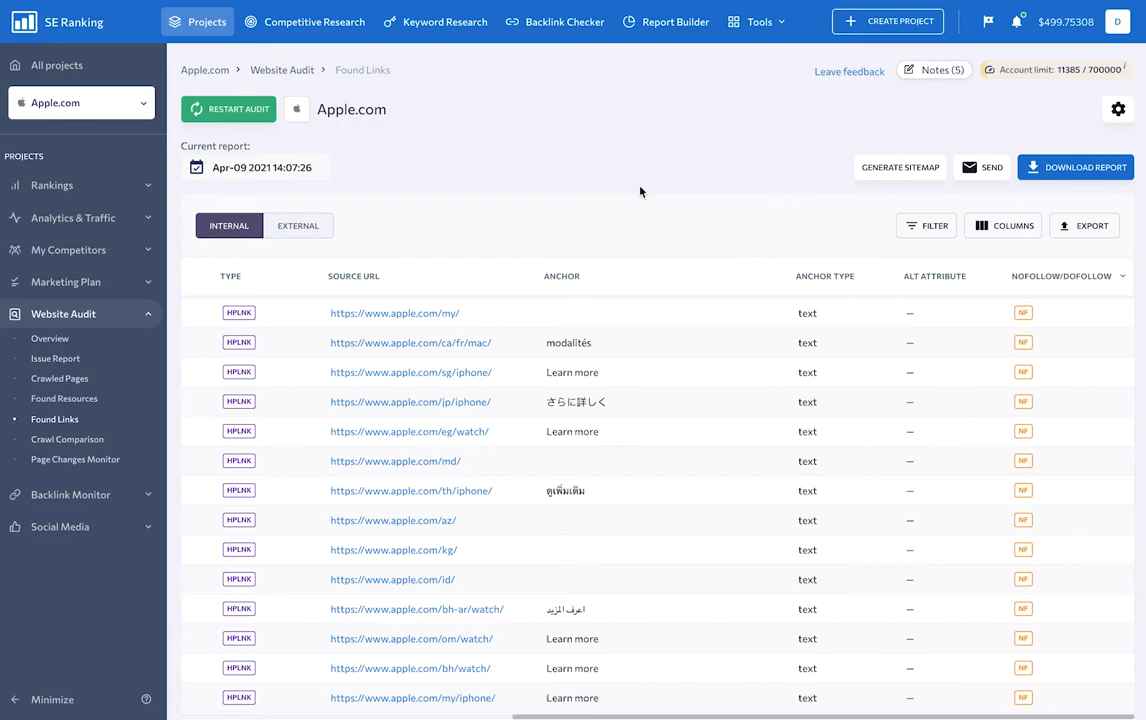 SE Ranking
Projects
Competitive Research
Keyword Research
Backlink Checker
Report Builder
Tools
CREATE PROJECT
$499.75308
D
All projects
Apple.com
PROJECTS
Rankings
Analytics & Traffic
My Competitors
Marketing Plan
Website Audit
Overview
Issue Report
Crawled Pages
Found Resources
Found Links
Crawl Comparison
Page Changes Monitor
Backlink Monitor
Social Media
Minimize
Apple.com > Website Audit > Found Links
Leave feedback
Notes (5)
Account limit: 11385 / 700000 i
RESTART AUDIT
Apple.com
Current report:
Apr-09 2021 14:07:26
GENERATE SITEMAP
SEND
DOWNLOAD REPORT
INTERNAL
EXTERNAL
FILTER
COLUMNS
EXPORT
TYPE SOURCE URL ANCHOR ANCHOR TYPE ALT ATTRIBUTE NOFOLLOW/DOFOLLOW
HPLNK https://www.apple.com/my/ text — NF
HPLNK https://www.apple.com/ca/fr/mac/ modalités text — NF
HPLNK https://www.apple.com/sg/iphone/ Learn more text — NF
HPLNK https://www.apple.com/jp/iphone/ さらに詳しく text — NF
HPLNK https://www.apple.com/eg/watch/ Learn more text — NF
HPLNK https://www.apple.com/md/ text — NF
HPLNK https://www.apple.com/th/iphone/ ดูเพิ่มเติม text — NF
HPLNK https://www.apple.com/az/ text — NF
HPLNK https://www.apple.com/kg/ text — NF
HPLNK https://www.apple.com/id/ text — NF
HPLNK https://www.apple.com/bh-ar/watch/ اعرف المزيد text — NF
HPLNK https://www.apple.com/om/watch/ Learn more text — NF
HPLNK https://www.apple.com/bh/watch/ Learn more text — NF
HPLNK https://www.apple.com/my/iphone/ Learn more text — NF